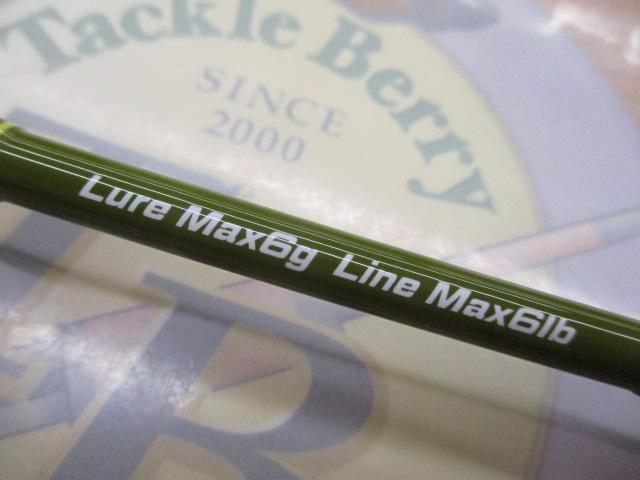 Tackle Berry
SINCE
2000
Lure Max6g Line Max6lb